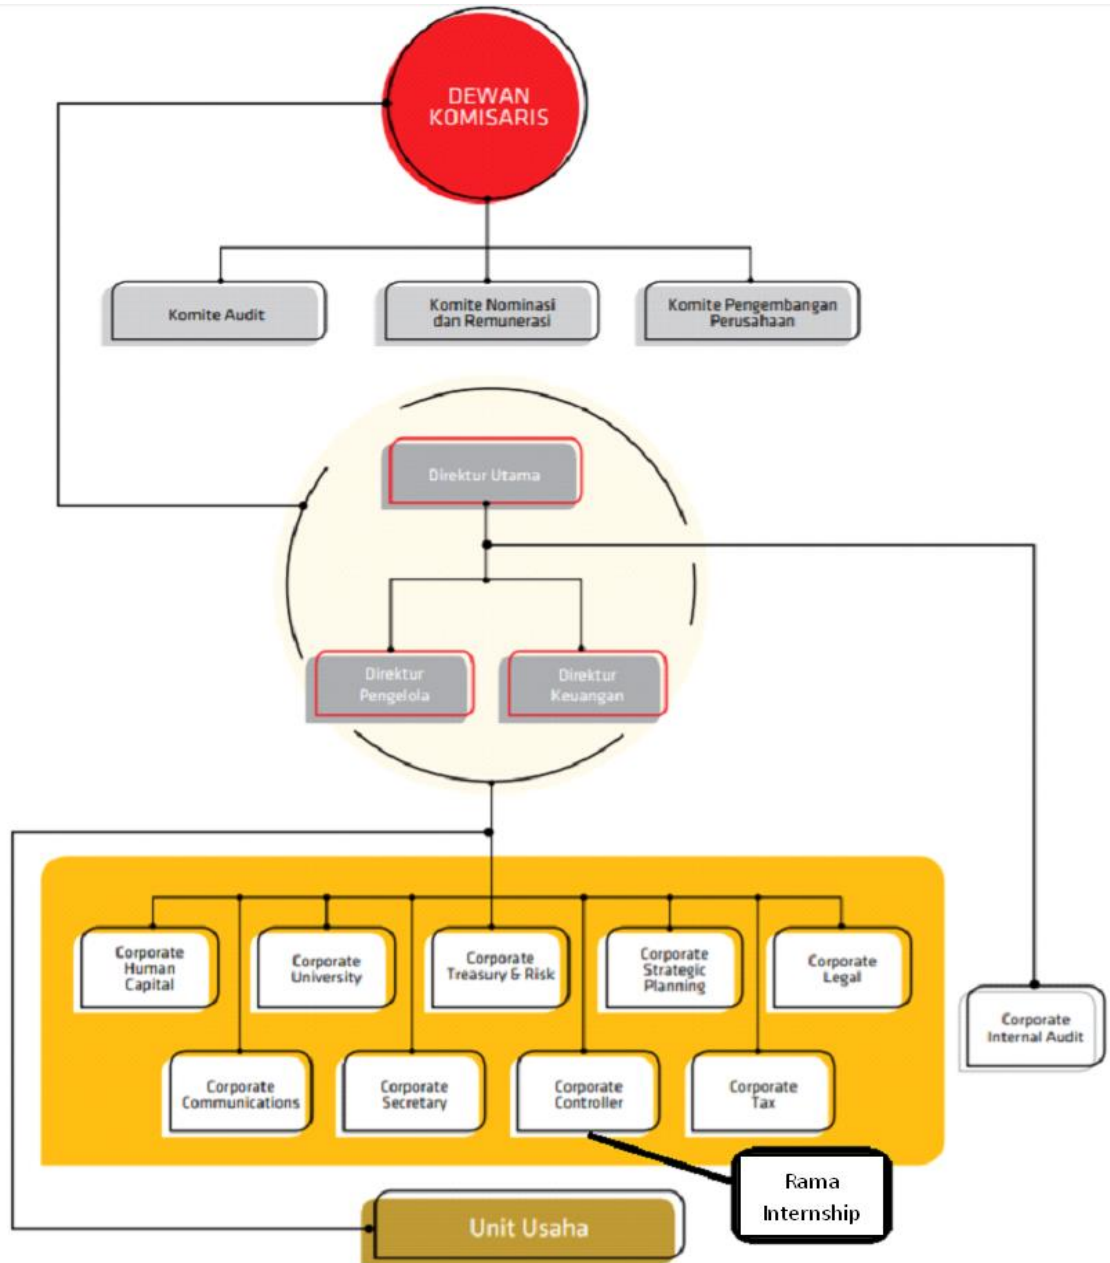 DEWAN
KOMISARIS
Komite Audit
Komite Nominasi
dan Remunerasi
Komite Pengembangan
Perusahaan
Direktur Utama
Direktur
Pengelola
Direktur
Keuangan
Corporate
Human
Capital
Corporate
University
Corporate
Treasury & Risk
Corporate
Strategic
Planning
Corporate
Legal
Corporate
Internal Audit
Corporate
Communications
Corporate
Secretary
Corporate
Controller
Corporate
Tax
Rama
Internship
Unit Usaha